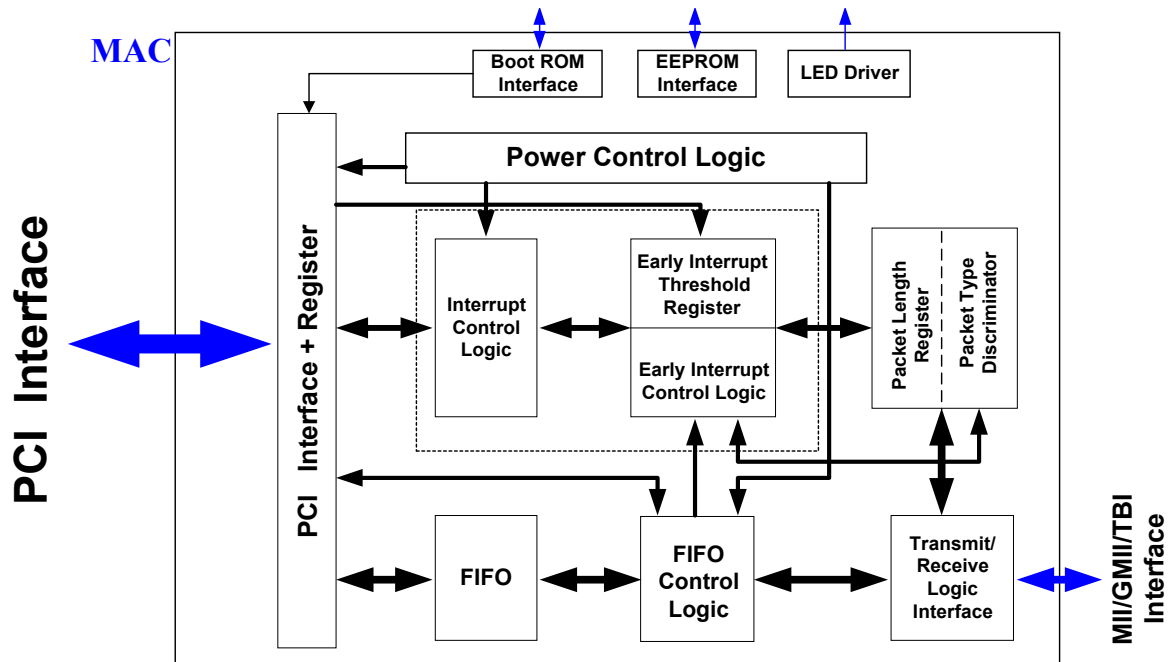 MAC
Boot ROM
Interface
EEPROM
Interface
LED Driver
Power Control Logic
PCI Interface
PCI Interface + Register
Interrupt
Control
Logic
Early Interrupt
Threshold
Register
Early Interrupt
Control Logic
Packet Length
Register
Packet Type
Discriminator
FIFO
FIFO
Control
Logic
Transmit/
Receive
Logic
Interface
MII/GMII/TBI
Interface